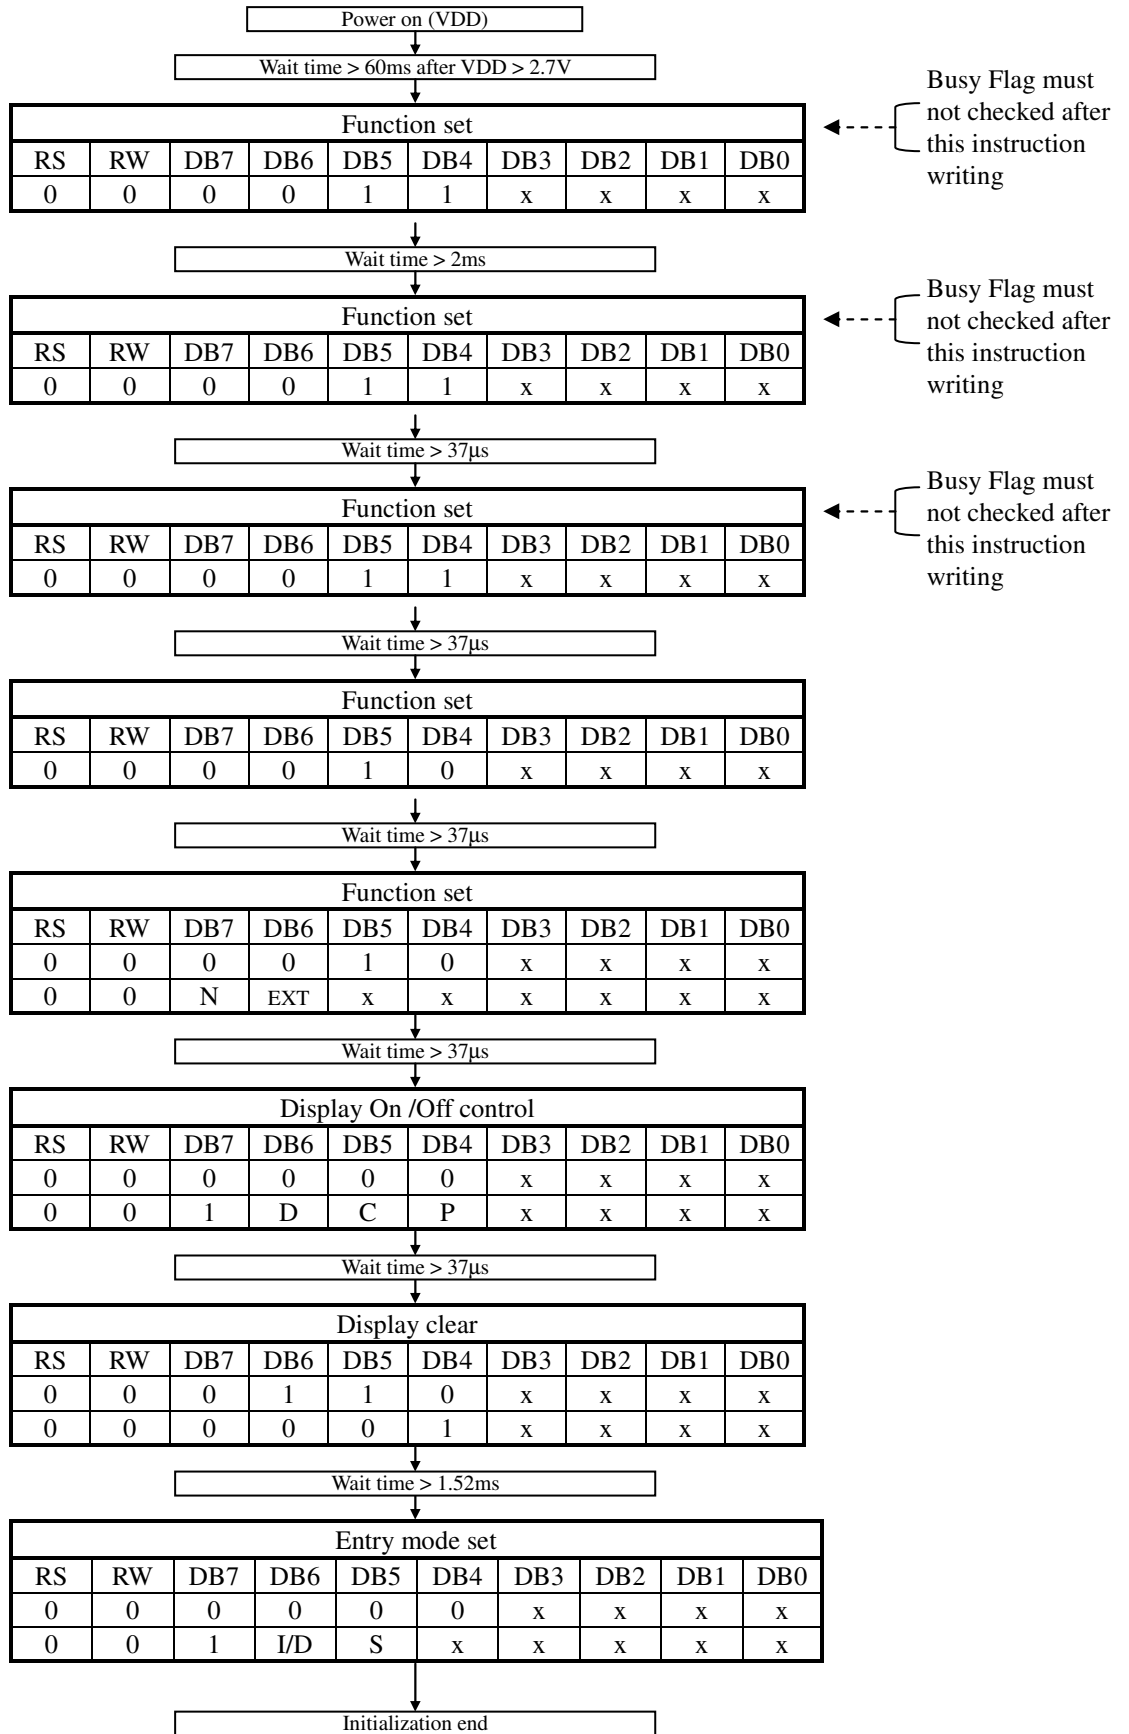 Power on (VDD)
Wait time > 60ms after VDD > 2.7V
Function set
RS RW DB7 DB6 DB5 DB4 DB3 DB2 DB1 DB0
0 0 0 0 1 1 x x x x
Busy Flag must
not checked after
this instruction
writing
Wait time > 2ms
Function set
RS RW DB7 DB6 DB5 DB4 DB3 DB2 DB1 DB0
0 0 0 0 1 1 x x x x
Busy Flag must
not checked after
this instruction
writing
Wait time > 37μs
Function set
RS RW DB7 DB6 DB5 DB4 DB3 DB2 DB1 DB0
0 0 0 0 1 1 x x x x
Busy Flag must
not checked after
this instruction
writing
Wait time > 37μs
Function set
RS RW DB7 DB6 DB5 DB4 DB3 DB2 DB1 DB0
0 0 0 0 1 0 x x x x
Wait time > 37μs
Function set
RS RW DB7 DB6 DB5 DB4 DB3 DB2 DB1 DB0
0 0 0 0 1 0 x x x x
0 0 N EXT x x x x x x
Wait time > 37μs
Display On /Off control
RS RW DB7 DB6 DB5 DB4 DB3 DB2 DB1 DB0
0 0 0 0 0 0 x x x x
0 0 1 D C P x x x x
Wait time > 37μs
Display clear
RS RW DB7 DB6 DB5 DB4 DB3 DB2 DB1 DB0
0 0 0 1 1 0 x x x x
0 0 0 0 0 1 x x x x
Wait time > 1.52ms
Entry mode set
RS RW DB7 DB6 DB5 DB4 DB3 DB2 DB1 DB0
0 0 0 0 0 0 x x x x
0 0 1 I/D S x x x x x
Initialization end